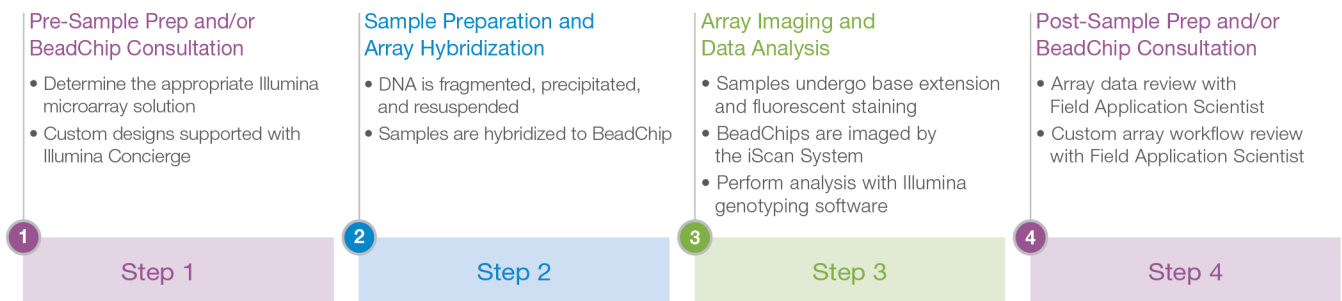 Pre-Sample Prep and/or
BeadChip Consultation
• Determine the appropriate Illumina
microarray solution
• Custom designs supported with
Illumina Concierge
1
Step 1
Sample Preparation and
Array Hybridization
• DNA is fragmented, precipitated,
and resuspended
• Samples are hybridized to BeadChip
2
Step 2
Array Imaging and
Data Analysis
• Samples undergo base extension
and fluorescent staining
• BeadChips are imaged by
the iScan System
• Perform analysis with Illumina
genotyping software
3
Step 3
Post-Sample Prep and/or
BeadChip Consultation
• Array data review with
Field Application Scientist
• Custom array workflow review
with Field Application Scientist
4
Step 4